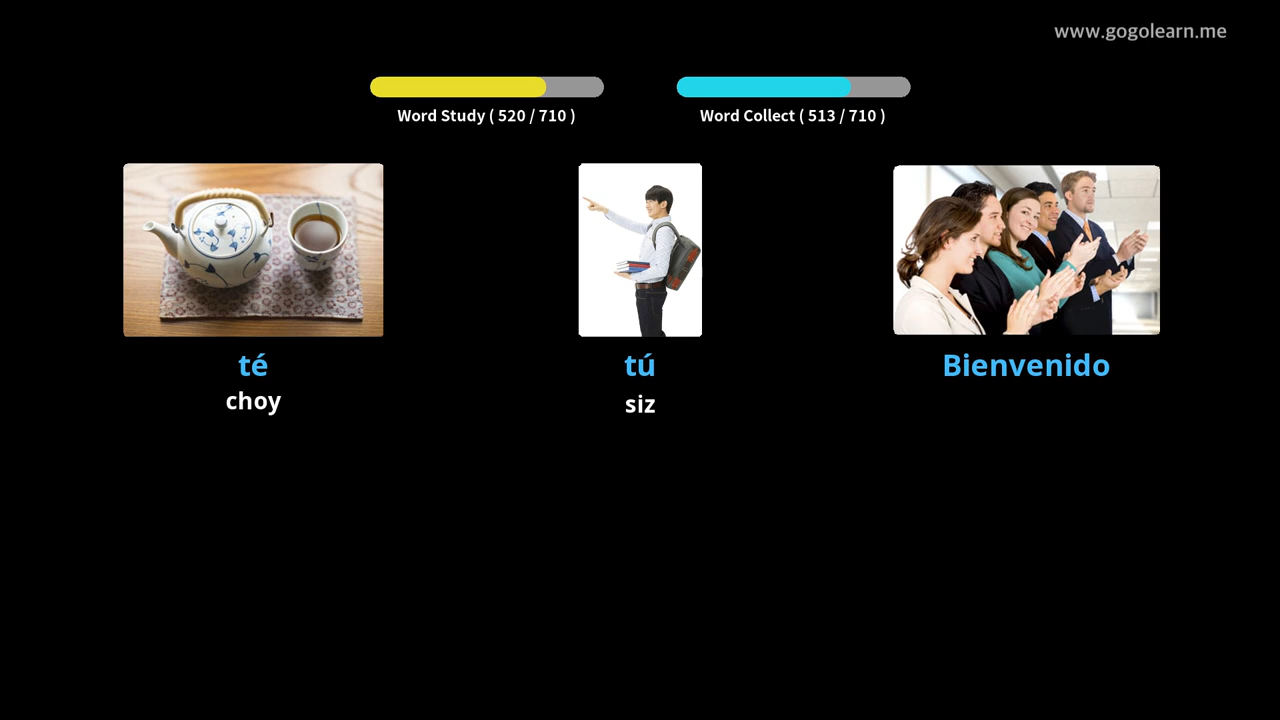 www.gogolearn.me
Word Study ( 520 / 710 )
Word Collect ( 513 / 710 )
té
tú
Bienvenido
choy
siz